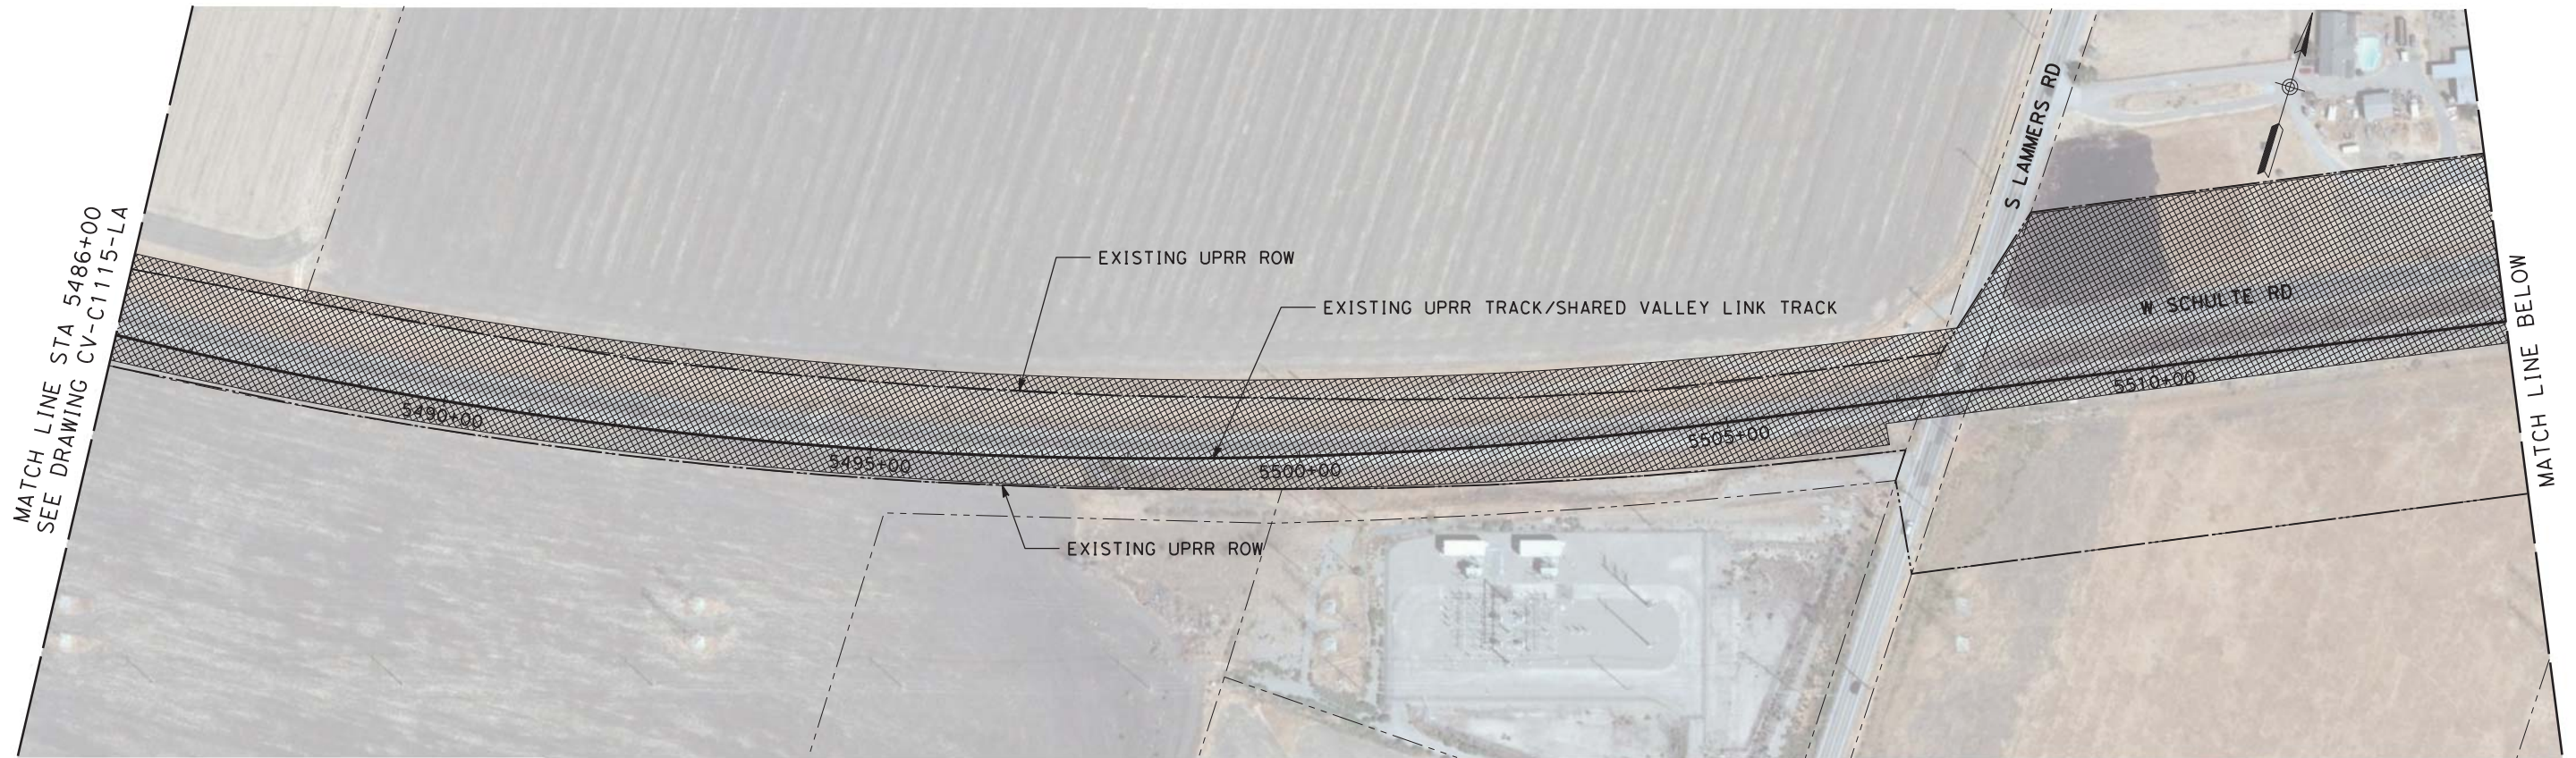 MATCH LINE STA 5486+00
SEE DRAWING CV-C1115-LA
S LAMMERS RD
EXISTING UPRR ROW
EXISTING UPRR TRACK/SHARED VALLEY LINK TRACK
W SCHULTE RD
MATCH LINE BELOW
5490+00
5495+00
5500+00
5505+00
5510+00
EXISTING UPRR ROW